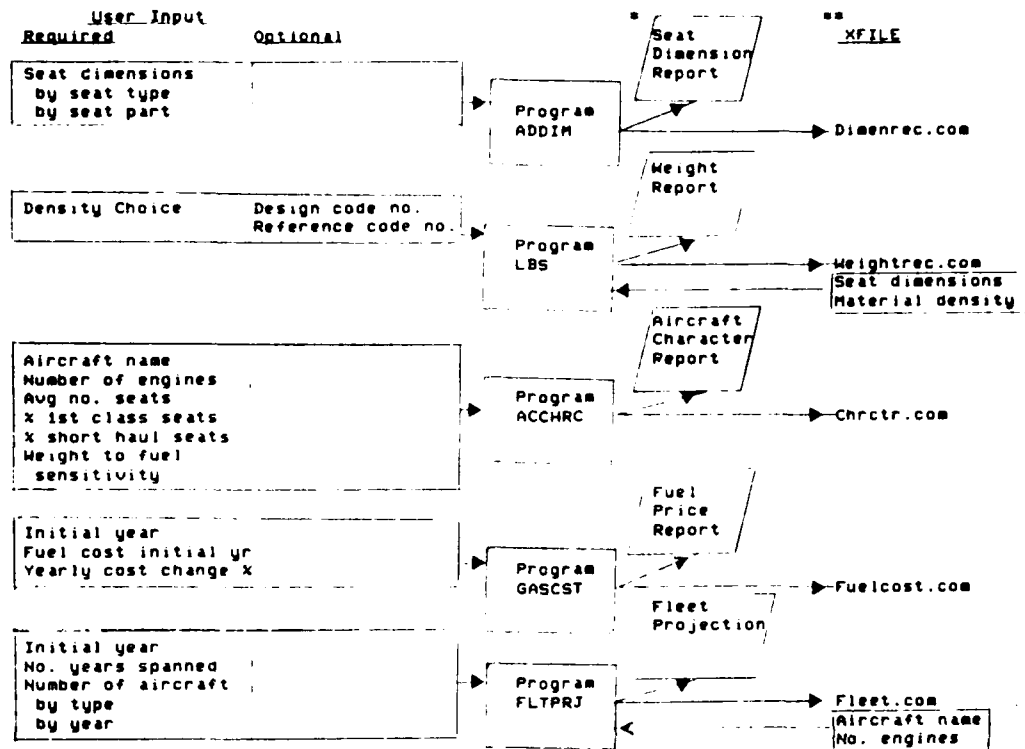 User Input
Required Optional
* ** XFILE
Seat
Dimension
Report
Seat dimensions
by seat type
by seat part
Program
ADDIM
Dimenrec.com
Weight
Report
Density Choice Design code no.
Reference code no.
Program
LBS
Weightrec.com
Seat dimensions
Material density
Aircraft
Character
Report
Aircraft name
Number of engines
Avg no. seats
% 1st class seats
% short haul seats
Weight to fuel
sensitivity
Program
ACCHRC
Chrctr.com
Fuel
Price
Report
Initial year
Fuel cost initial yr
Yearly cost change %
Program
GASCST
Fuelcost.com
Fleet
Projection
Initial year
No. years spanned
Number of aircraft
by type
by year
Program
FLTPRJ
Fleet.com
Aircraft name
No. engines